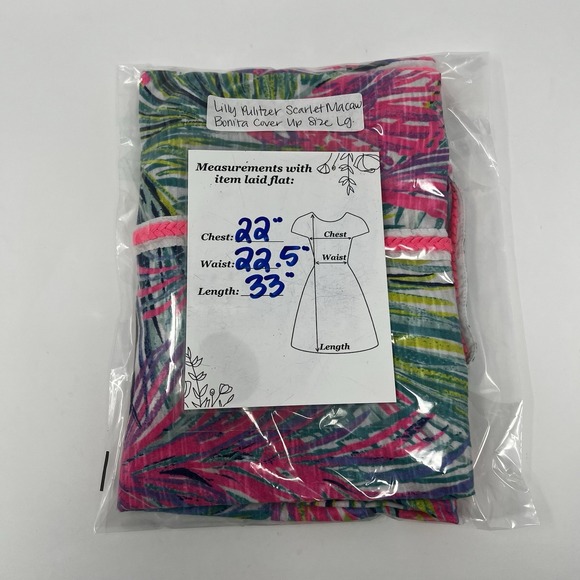 Lilly Pulitzer Scarlet Macaw
Bonita Cover Up Size Lg.
Measurements with
item laid flat:
Chest: 22"
Waist: 22.5"
Length: 33"
Chest
Waist
Length